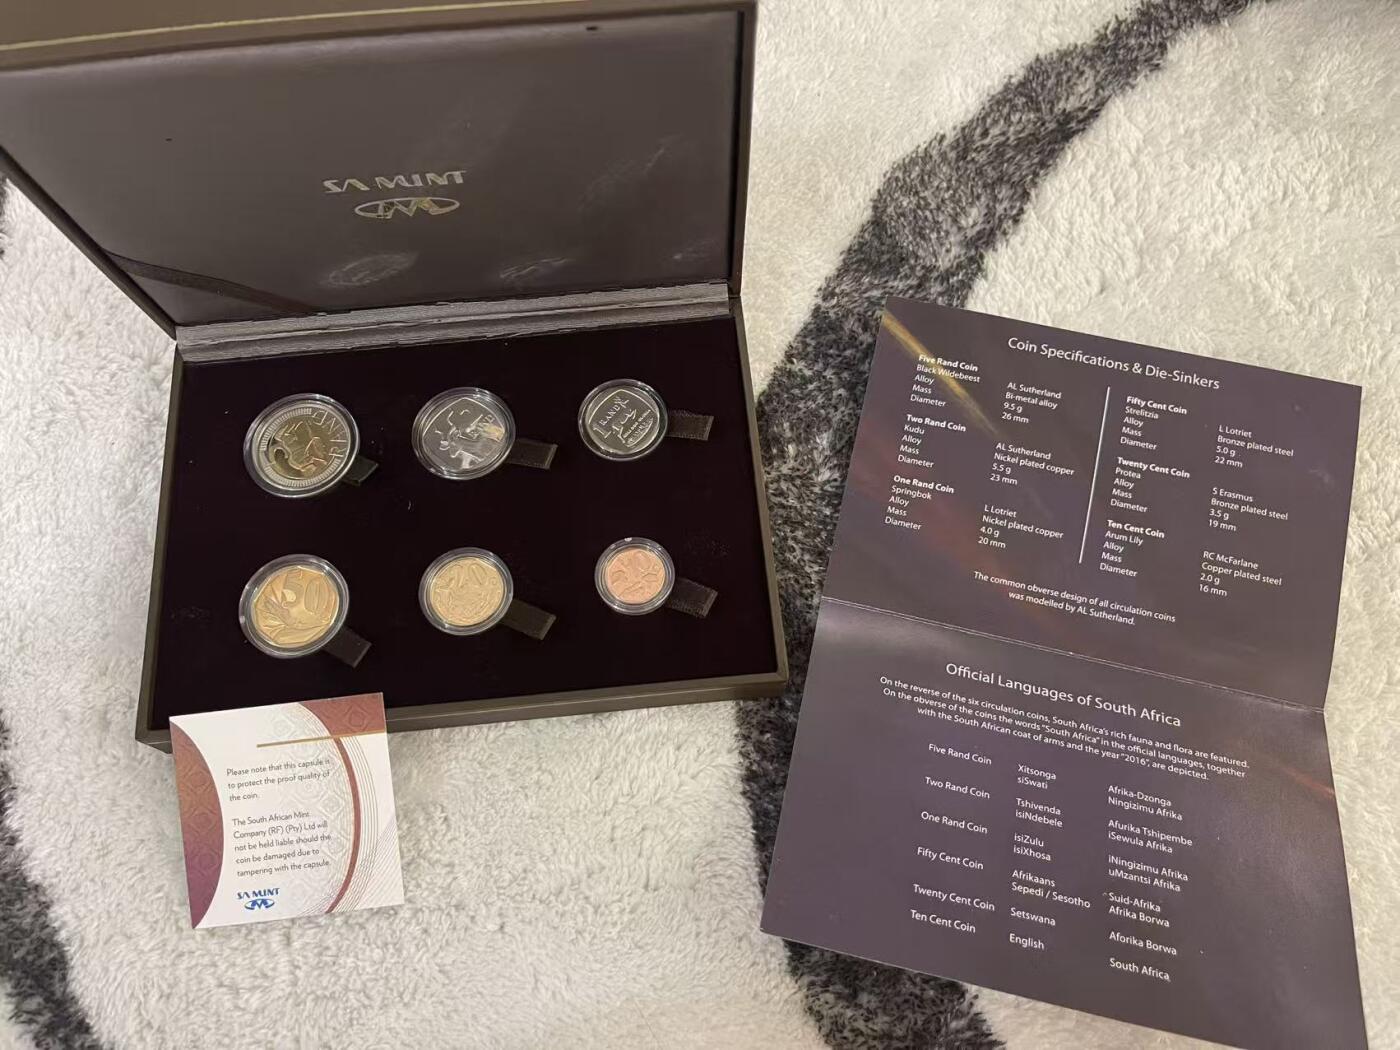 SA MINT
FIVE R
RAND
1 RAND
50
20
10
Please note that this capsule is
to protect the proof quality of
the coin.
The South African Mint
Company (RF) (Pty) Ltd will
not be held liable should the
coin be damaged due to
tampering with the capsule.
SA MINT
Coin Specifications & Die-Sinkers
Five Rand Coin
Black Wildebeest AL Sutherland
Alloy Bi-metal alloy
Mass 9.5 g
Diameter 26 mm
Two Rand Coin
Kudu AL Sutherland
Alloy Nickel plated copper
Mass 5.5 g
Diameter 23 mm
One Rand Coin
Springbok L Lotriet
Alloy Nickel plated copper
Mass 4.0 g
Diameter 20 mm
Fifty Cent Coin
Strelitzia L Lotriet
Alloy Bronze plated steel
Mass 5.0 g
Diameter 22 mm
Twenty Cent Coin
Protea S Erasmus
Alloy Bronze plated steel
Mass 3.5 g
Diameter 19 mm
Ten Cent Coin
Arum Lily RC McFarlane
Alloy Copper plated steel
Mass 2.0 g
Diameter 16 mm
The common obverse design of all circulation coins
was modelled by AL Sutherland.
Official Languages of South Africa
On the reverse of the six circulation coins, South Africa's rich fauna and flora are featured.
On the obverse of the coins the words "South Africa" in the official languages, together
with the South African coat of arms and the year "2016", are depicted.
Five Rand Coin Xitsonga Afrika-Dzonga
siSwati Ningizimu Afrika
Two Rand Coin Tshivenda Afurika Tshipembe
isiNdebele iSewula Afrika
One Rand Coin isiZulu iNingizimu Afrika
isiXhosa uMzantsi Afrika
Fifty Cent Coin Afrikaans Suid-Afrika
Sepedi / Sesotho Afrika Borwa
Twenty Cent Coin Setswana Aforika Borwa
Ten Cent Coin English South Africa